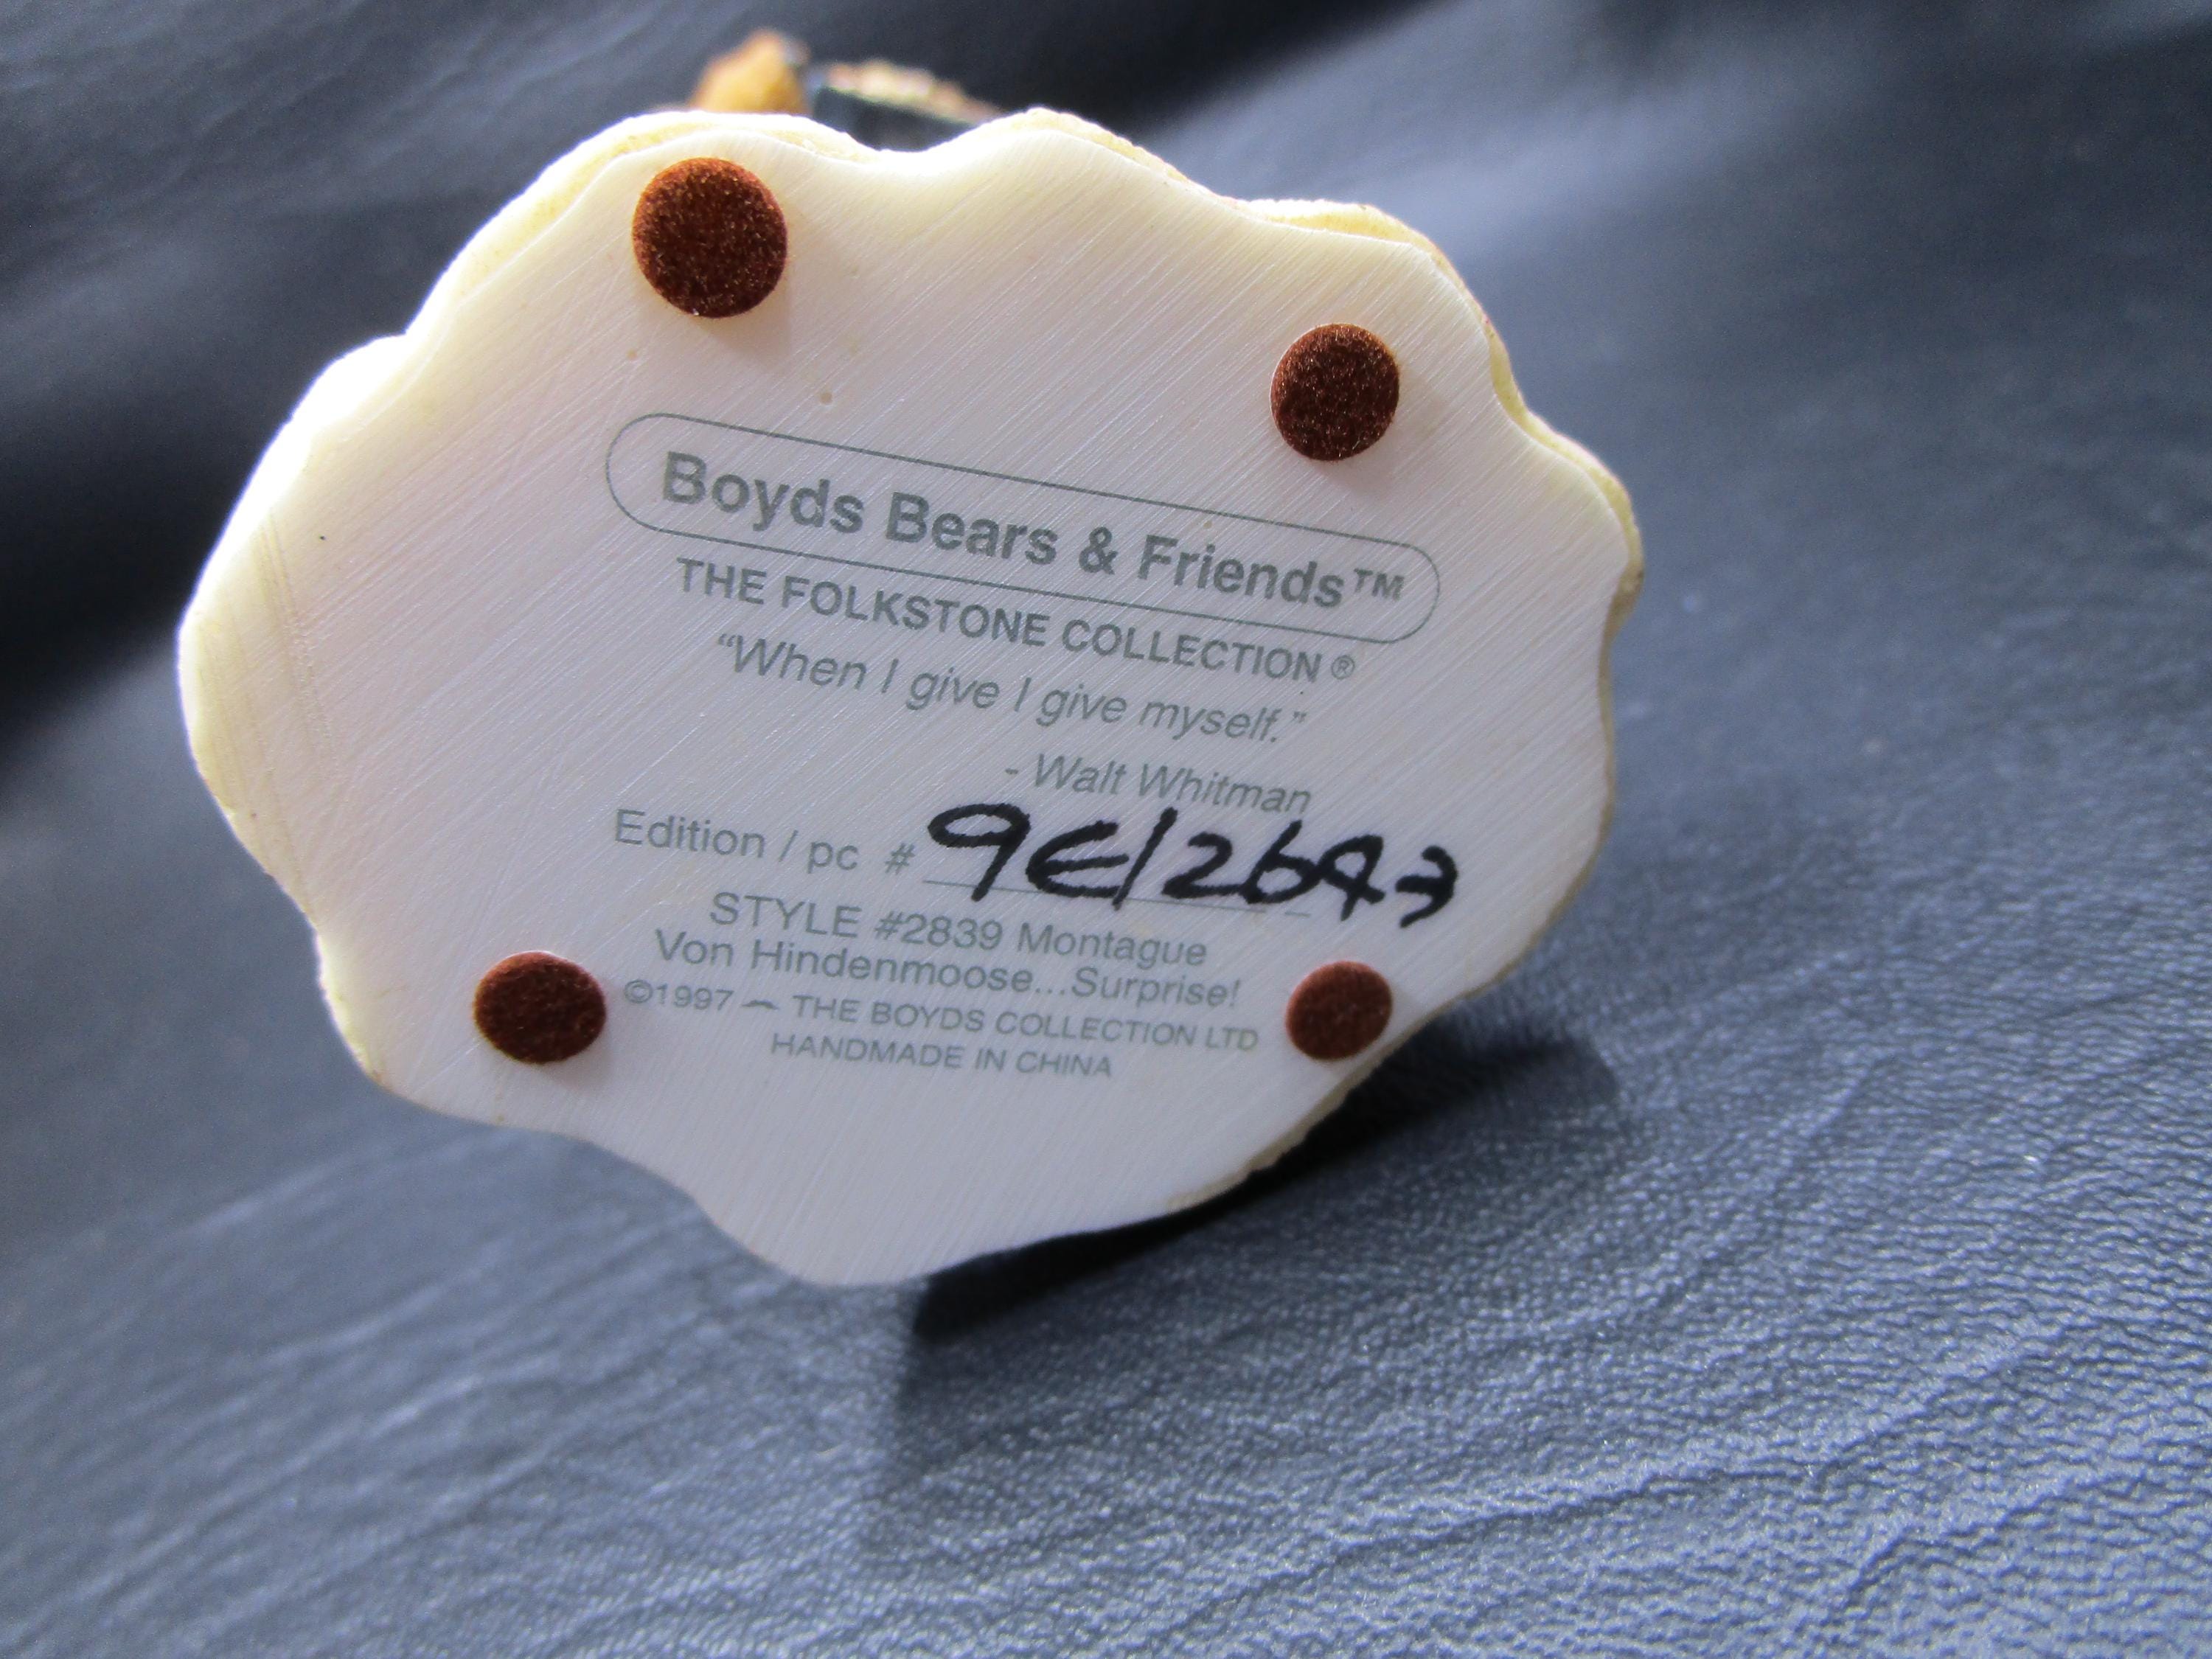 Boyds Bears & Friends™
THE FOLKSTONE COLLECTION ®
“When I give I give myself.”
- Walt Whitman
Edition / pc # 9E/2643
STYLE #2839 Montague
Von Hindenmoose...Surprise!
©1997 THE BOYDS COLLECTION LTD
HANDMADE IN CHINA